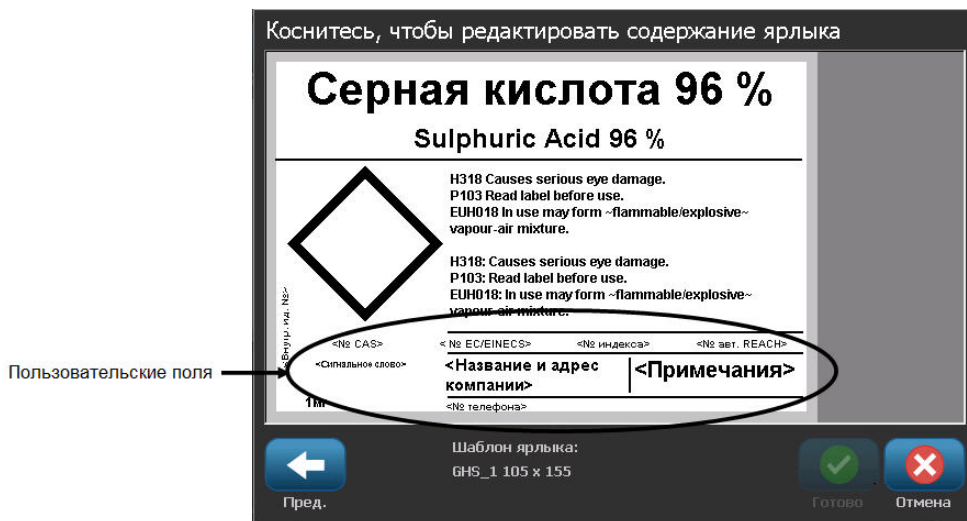 Коснитесь, чтобы редактировать содержание ярлыка
Серная кислота 96 %
Sulphuric Acid 96 %
H318 Causes serious eye damage.
P103 Read label before use.
EUH018 In use may form ~flammable/explosive~
vapour-air mixture.
H318: Causes serious eye damage.
P103: Read label before use.
EUH018: In use may form ~flammable/explosive~
vapour-air mixture.
<Внутр. ид. №>
<№ CAS>
< № EC/EINECS>
<№ индекса>
<№ авт. REACH>
<Сигнальное слово>
<Название и адрес
компании>
<Примечания>
<№ телефона>
Пользовательские поля
Шаблон ярлыка:
GHS_1 105 x 155
Пред.
Готово
Отмена